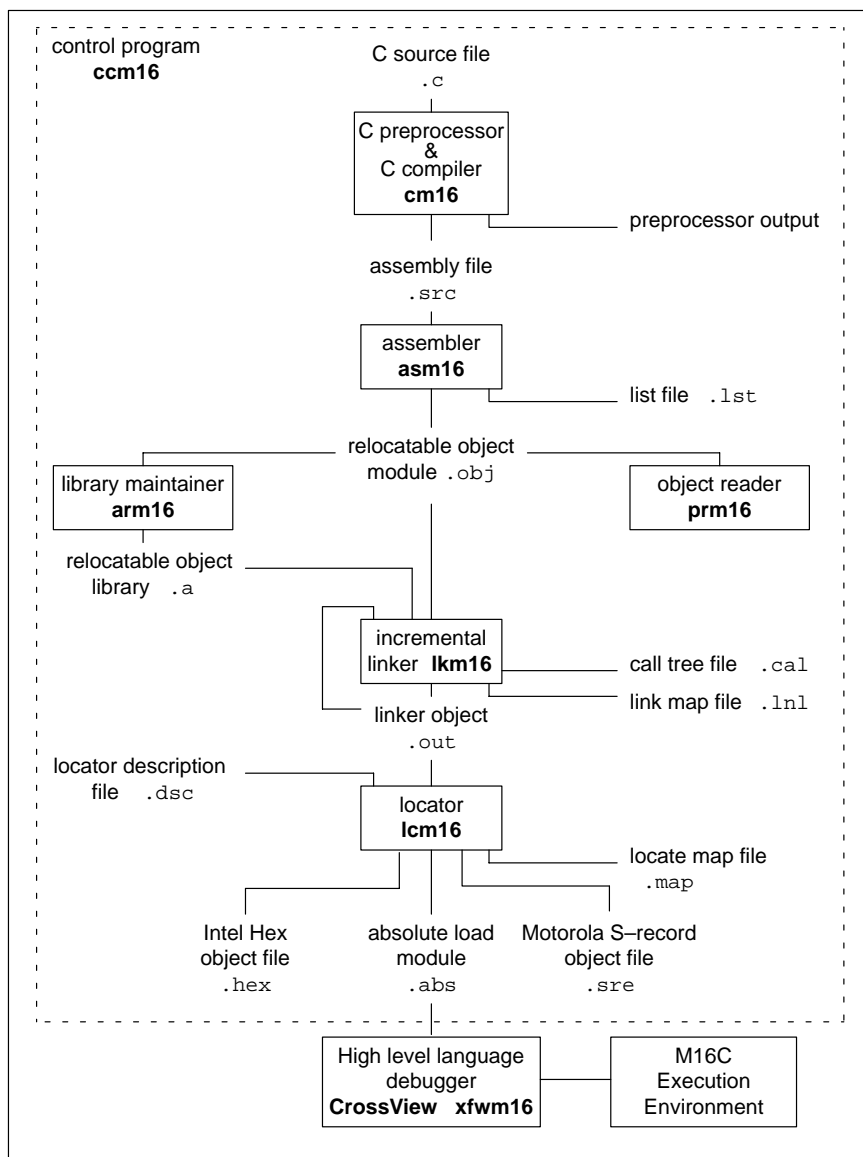 control program
ccm16
C source file
.c
C preprocessor
&
C compiler
cm16
preprocessor output
assembly file
.src
assembler
asm16
list file .lst
relocatable object
module .obj
library maintainer
arm16
object reader
prm16
relocatable object
library .a
incremental
linker lkm16
call tree file .cal
link map file .lnl
linker object
.out
locator description
file .dsc
locator
lcm16
locate map file
.map
Intel Hex
object file
.hex
absolute load
module
.abs
Motorola S–record
object file
.sre
High level language
debugger
CrossView xfwm16
M16C
Execution
Environment